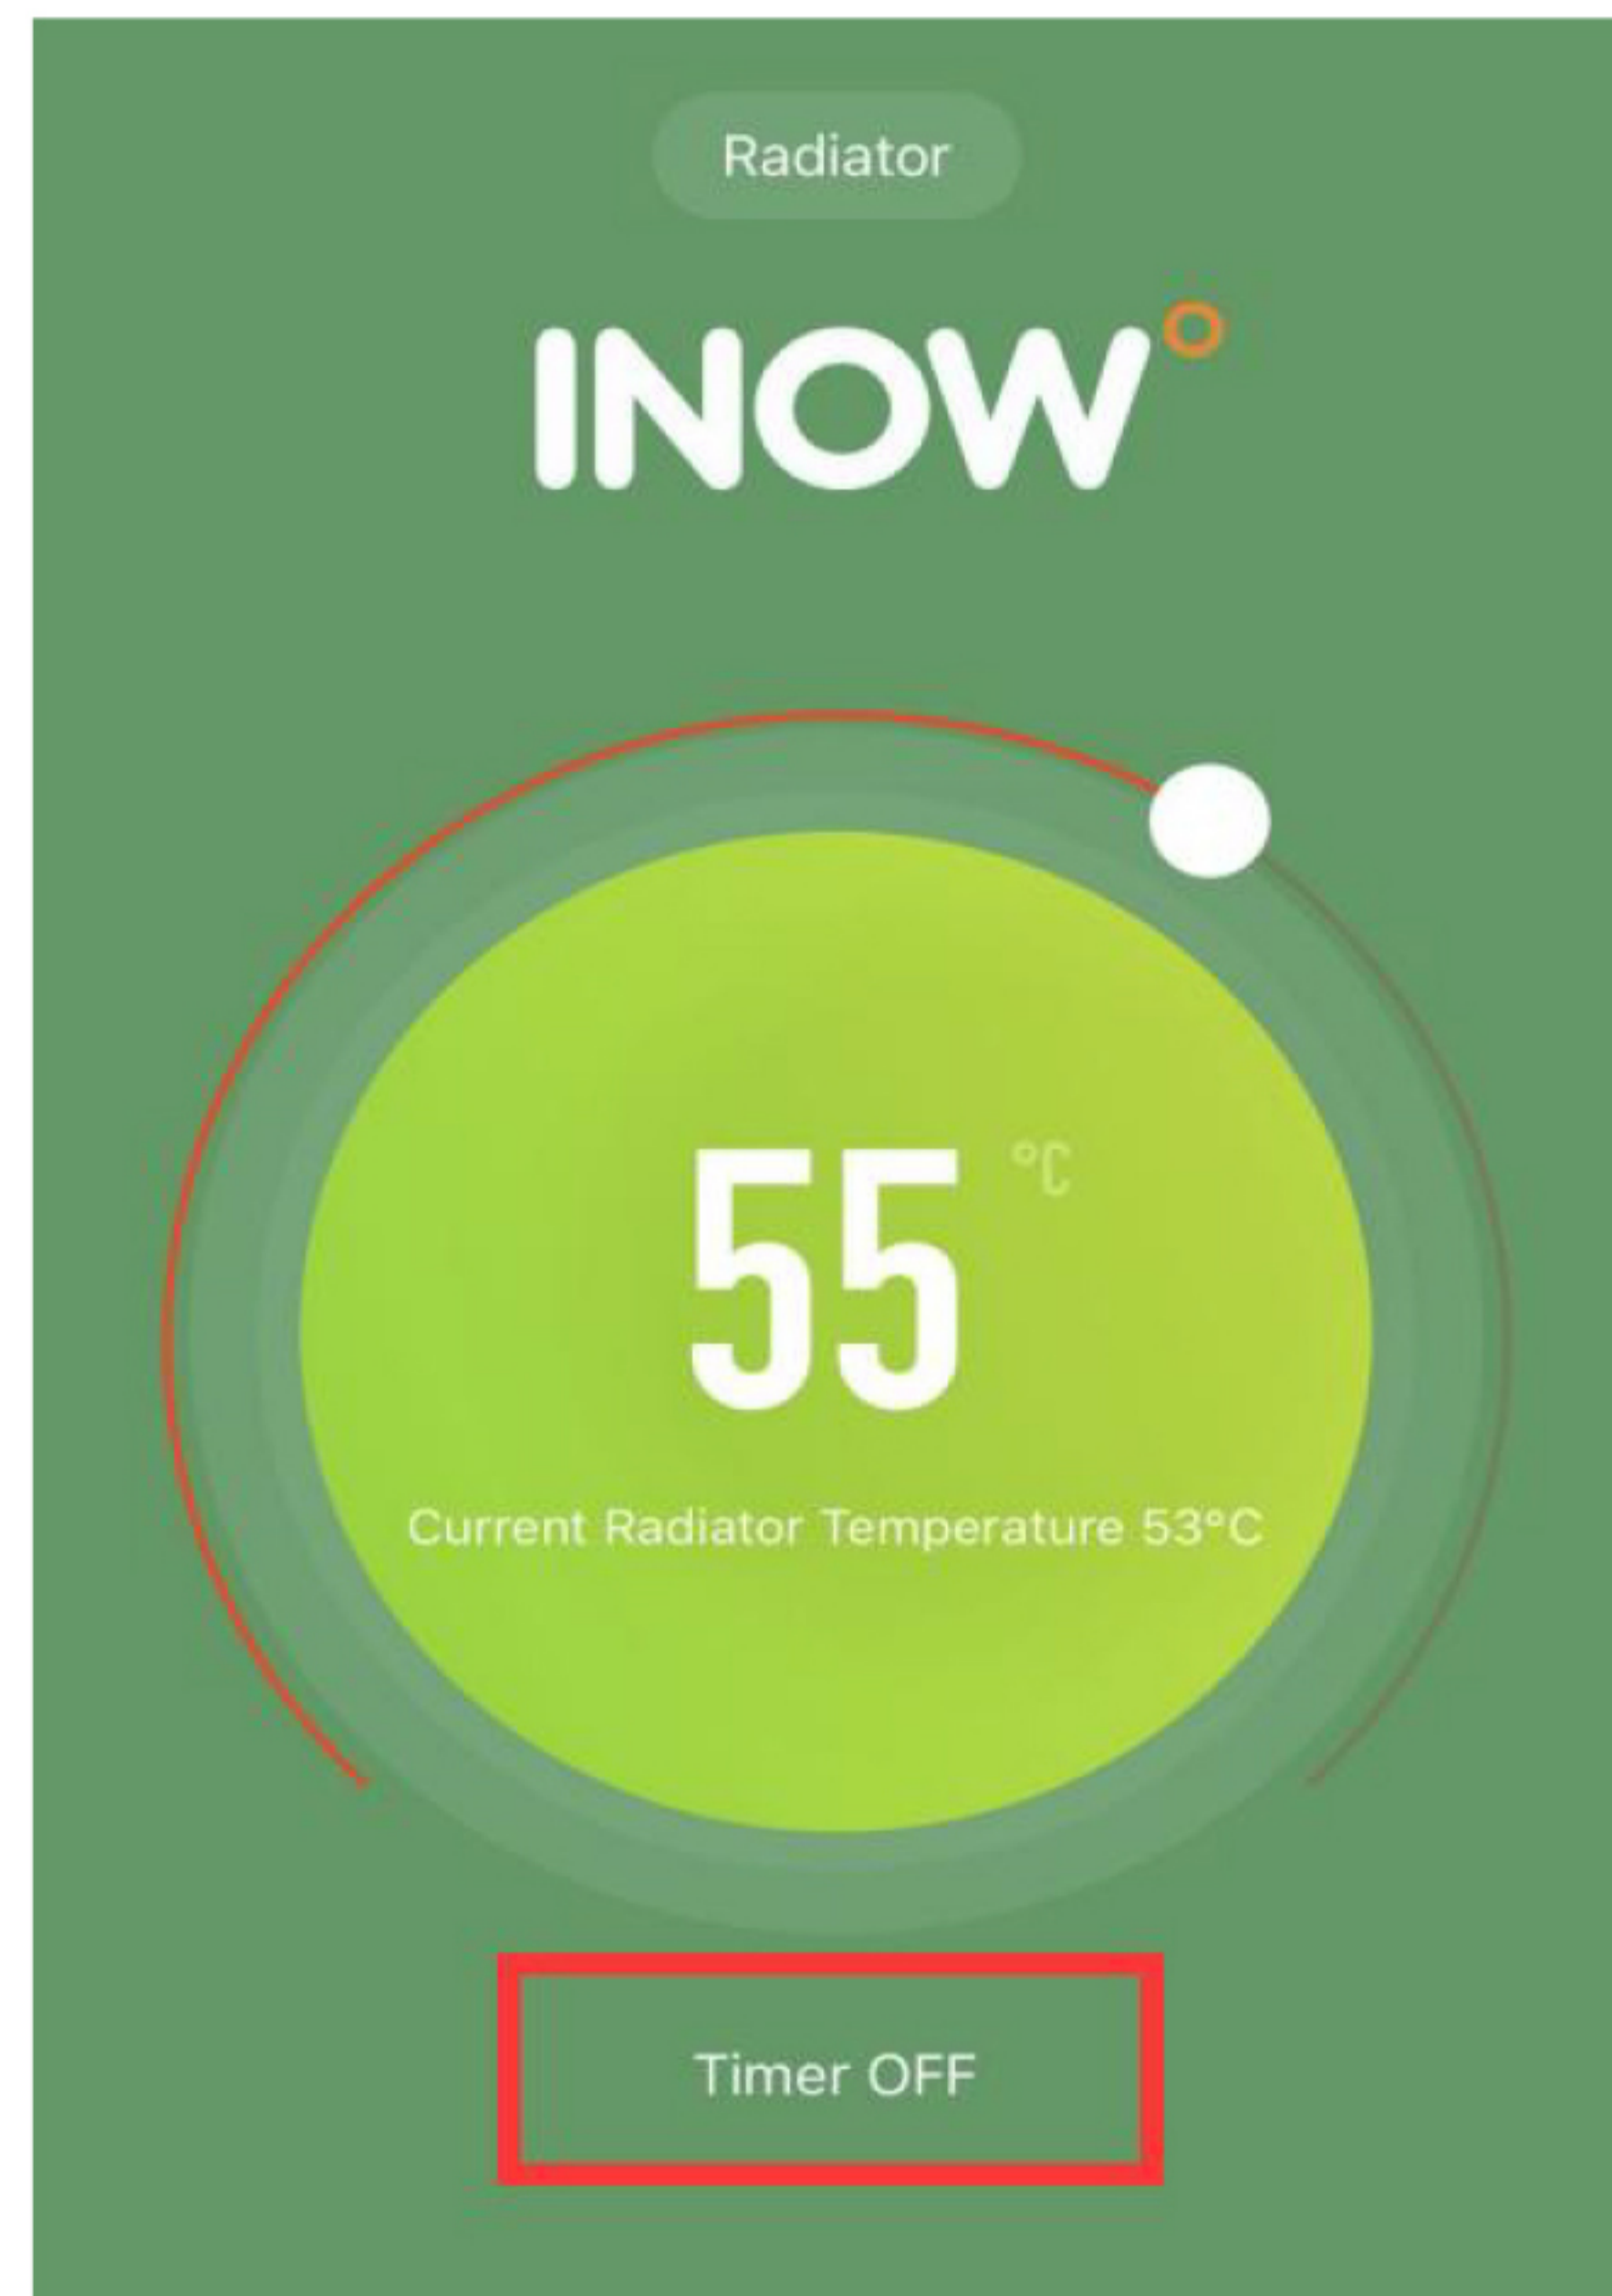 Radiator
INOW°
55 °C
Current Radiator Temperature 53°C
Timer OFF